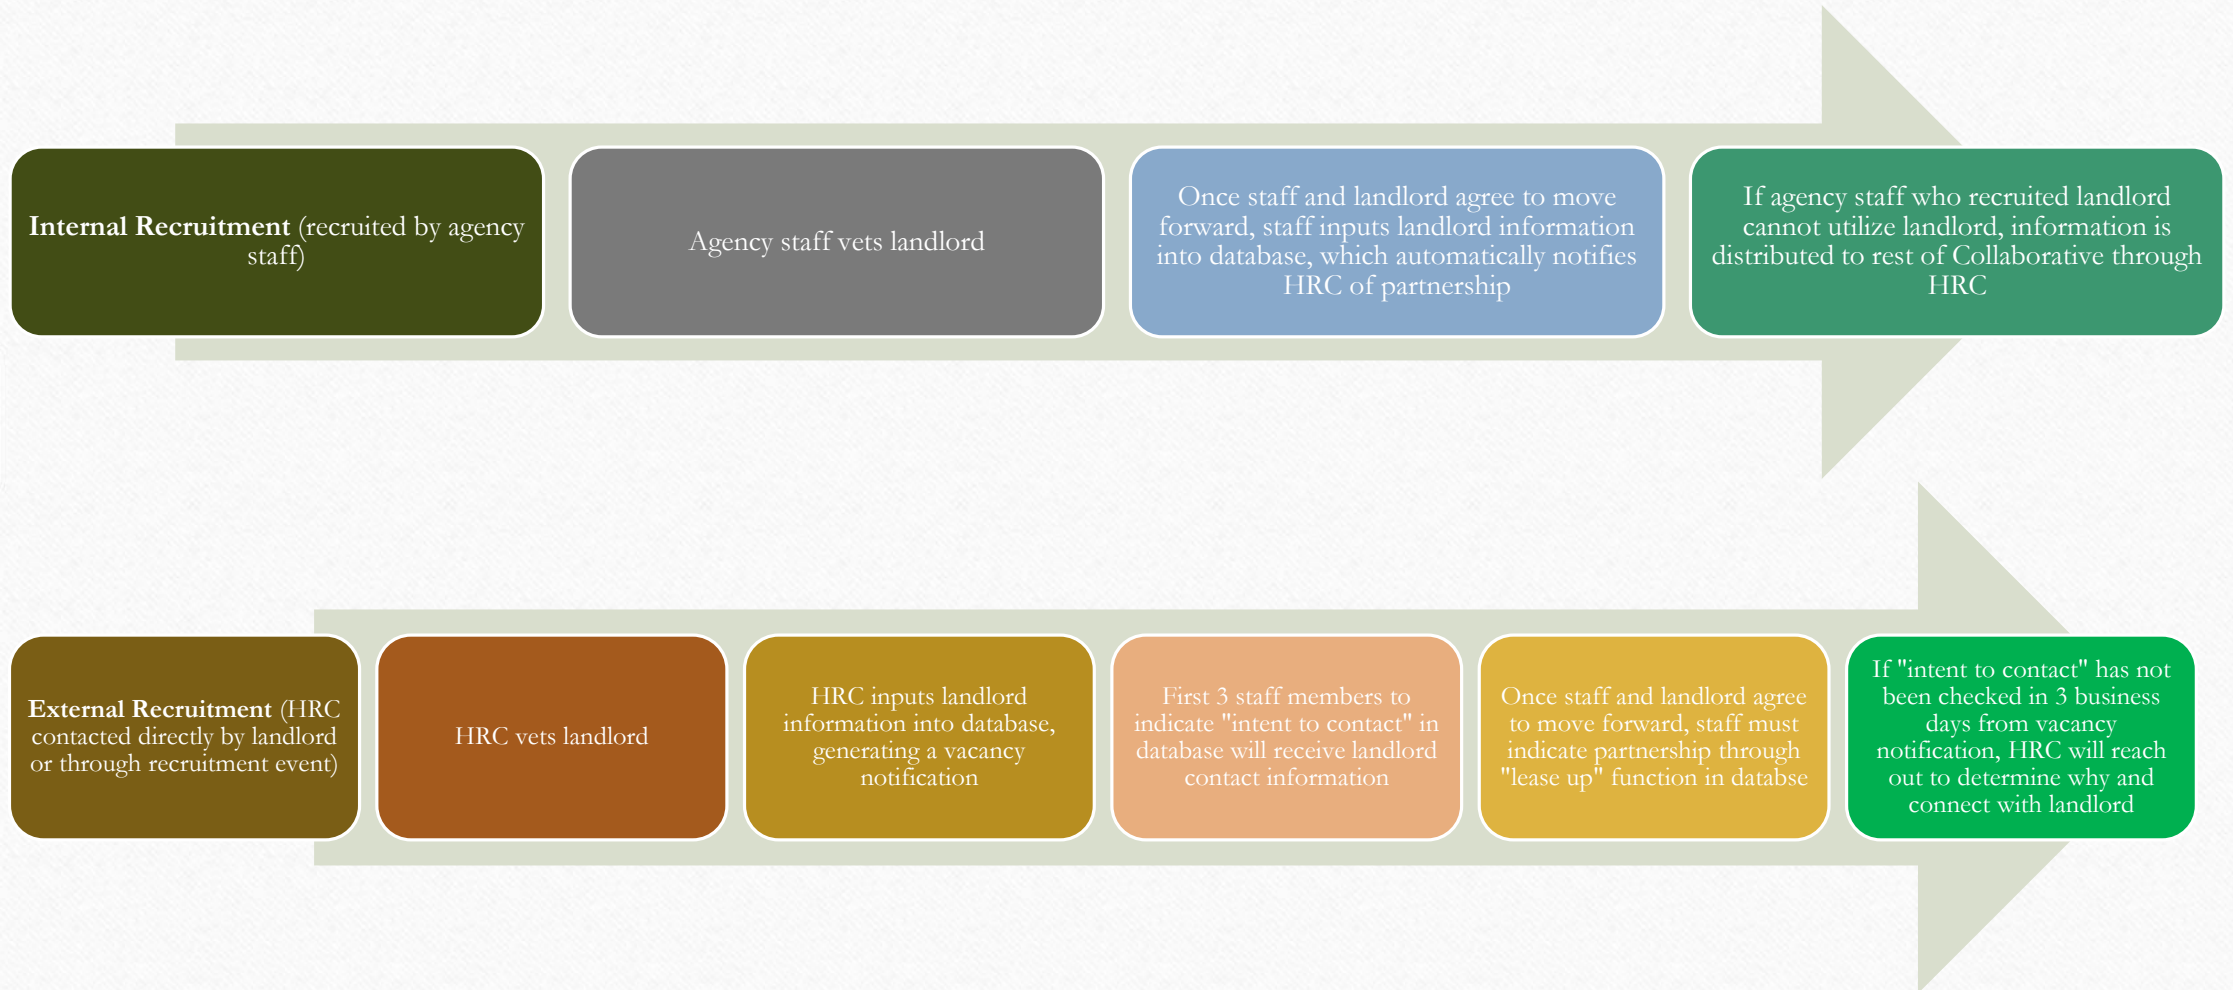 Internal Recruitment (recruited by agency
staff)
Agency staff vets landlord
Once staff and landlord agree to move
forward, staff inputs landlord information
into database, which automatically notifies
HRC of partnership
If agency staff who recruited landlord
cannot utilize landlord, information is
distributed to rest of Collaborative through
HRC
External Recruitment (HRC
contacted directly by landlord
or through recruitment event)
HRC vets landlord
HRC inputs landlord
information into database,
generating a vacancy
notification
First 3 staff members to
indicate "intent to contact" in
database will receive landlord
contact information
Once staff and landlord agree
to move forward, staff must
indicate partnership through
"lease up" function in databse
If "intent to contact" has not
been checked in 3 business
days from vacancy
notification, HRC will reach
out to determine why and
connect with landlord